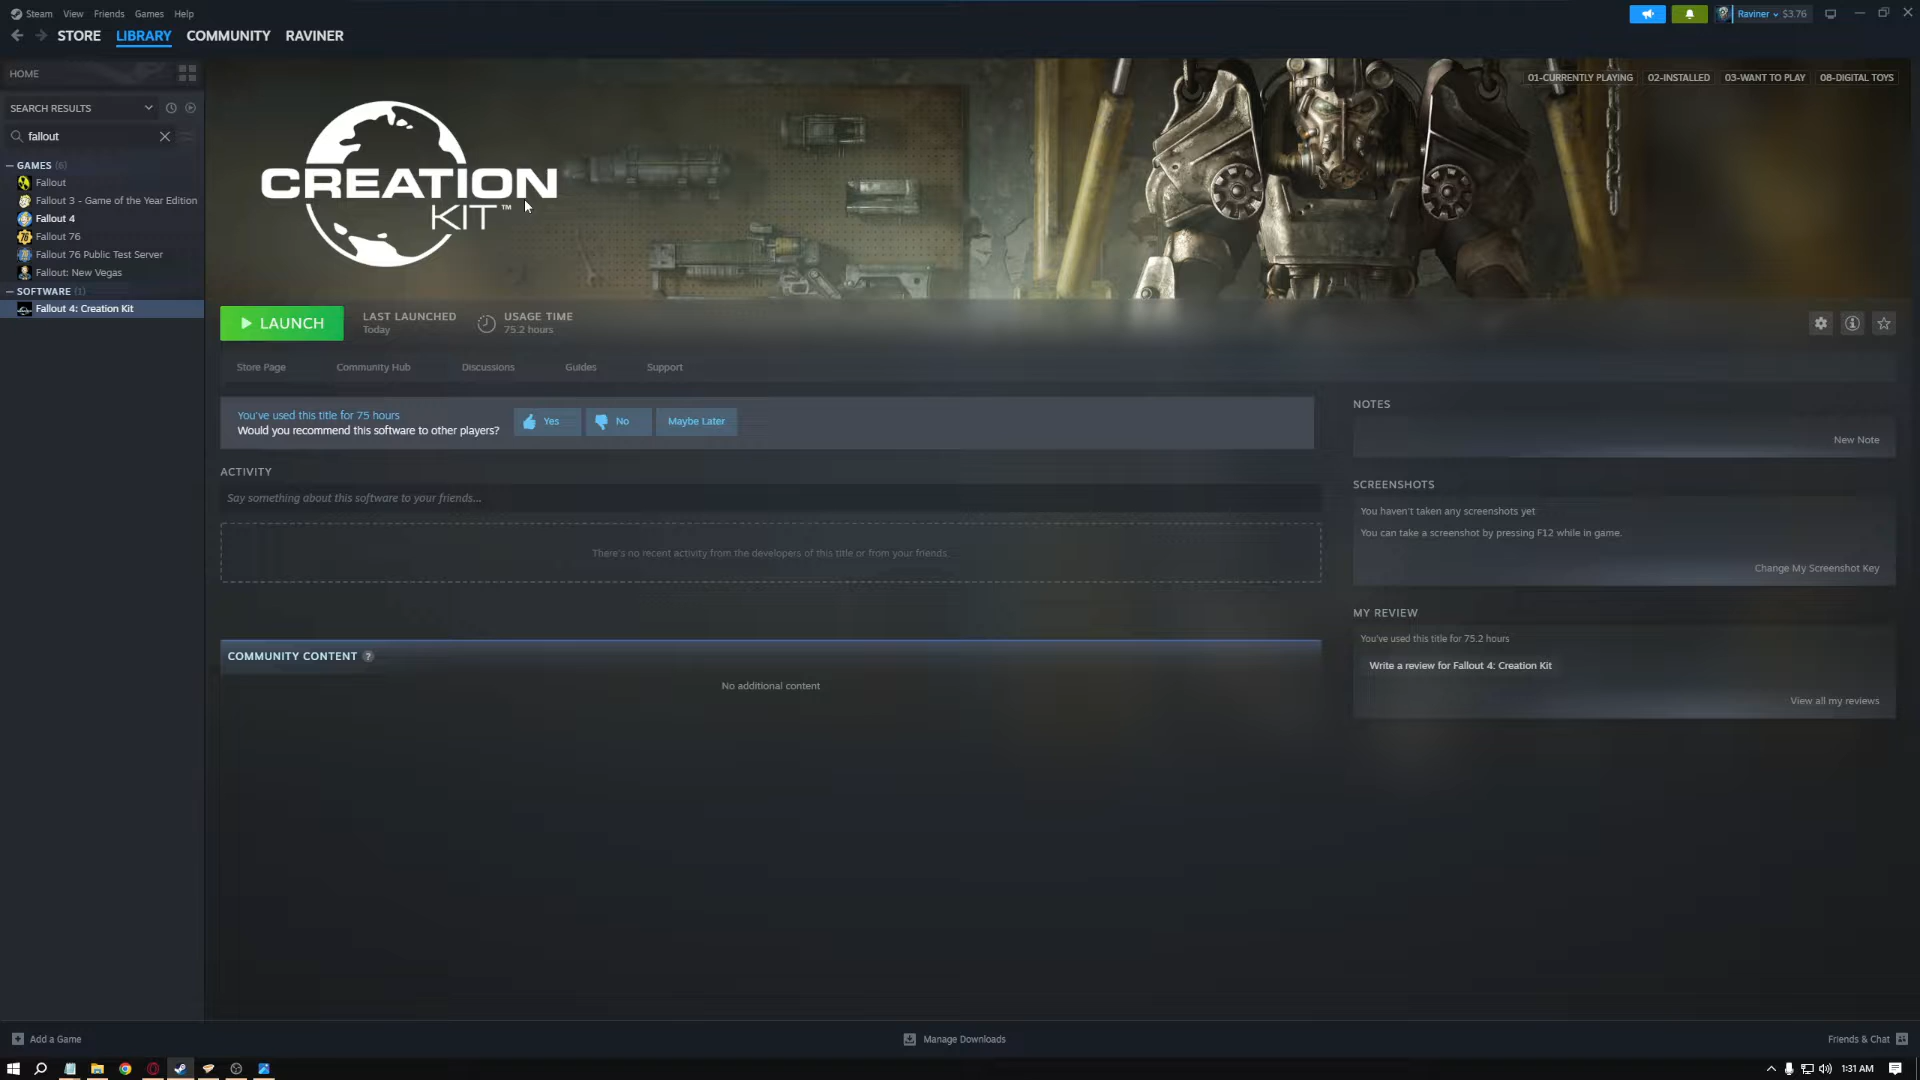 Steam View Friends Games Help
Raviner $3.76
STORE LIBRARY COMMUNITY RAVINER
HOME
SEARCH RESULTS
fallout
GAMES (6)
Fallout
Fallout 3 - Game of the Year Edition
Fallout 4
Fallout 76
Fallout 76 Public Test Server
Fallout: New Vegas
SOFTWARE (1)
Fallout 4: Creation Kit
01-CURRENTLY PLAYING 02-INSTALLED 03-WANT TO PLAY 08-DIGITAL TOYS
CREATION
KIT™
LAUNCH
LAST LAUNCHED
Today
USAGE TIME
75.2 hours
Store Page Community Hub Discussions Guides Support
You've used this title for 75 hours
Would you recommend this software to other players?
Yes No Maybe Later
ACTIVITY
Say something about this software to your friends...
There's no recent activity from the developers of this title or from your friends.
COMMUNITY CONTENT ?
No additional content
NOTES
New Note
SCREENSHOTS
You haven't taken any screenshots yet
You can take a screenshot by pressing F12 while in game.
Change My Screenshot Key
MY REVIEW
You've used this title for 75.2 hours
Write a review for Fallout 4: Creation Kit
View all my reviews
Add a Game
Manage Downloads
Friends & Chat
1:31 AM